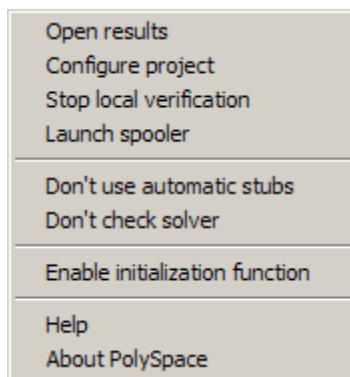 Open results
Configure project
Stop local verification
Launch spooler
Don't use automatic stubs
Don't check solver
Enable initialization function
Help
About PolySpace